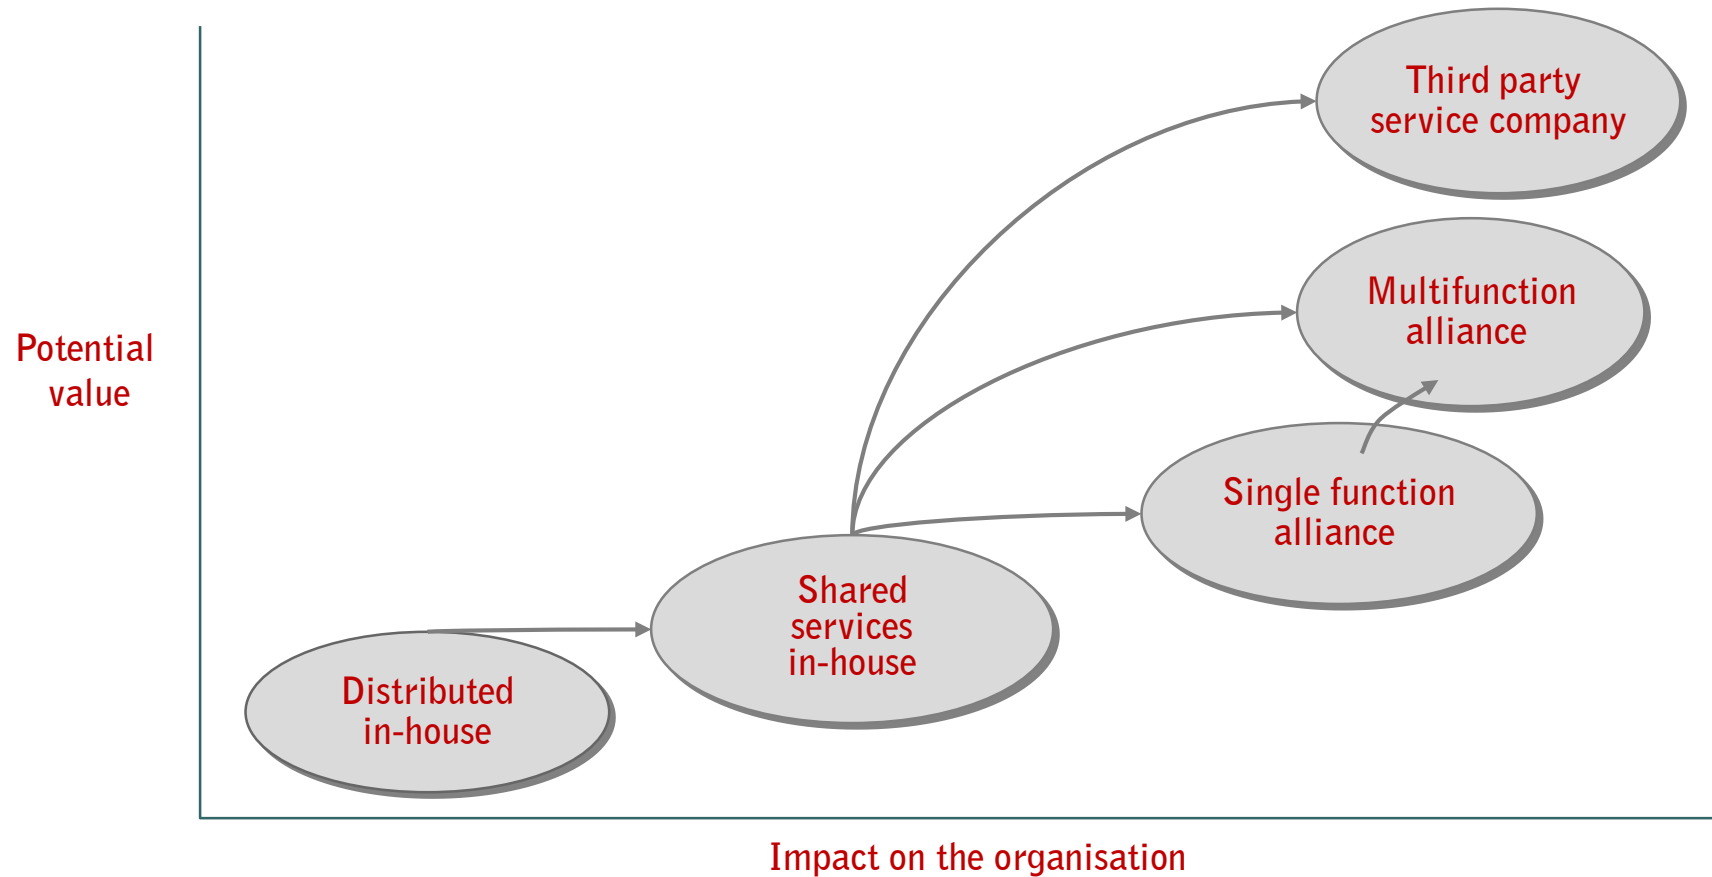 Third party
service company
Multifunction
alliance
Potential
value
Single function
alliance
Shared
services
in-house
Distributed
in-house
Impact on the organisation